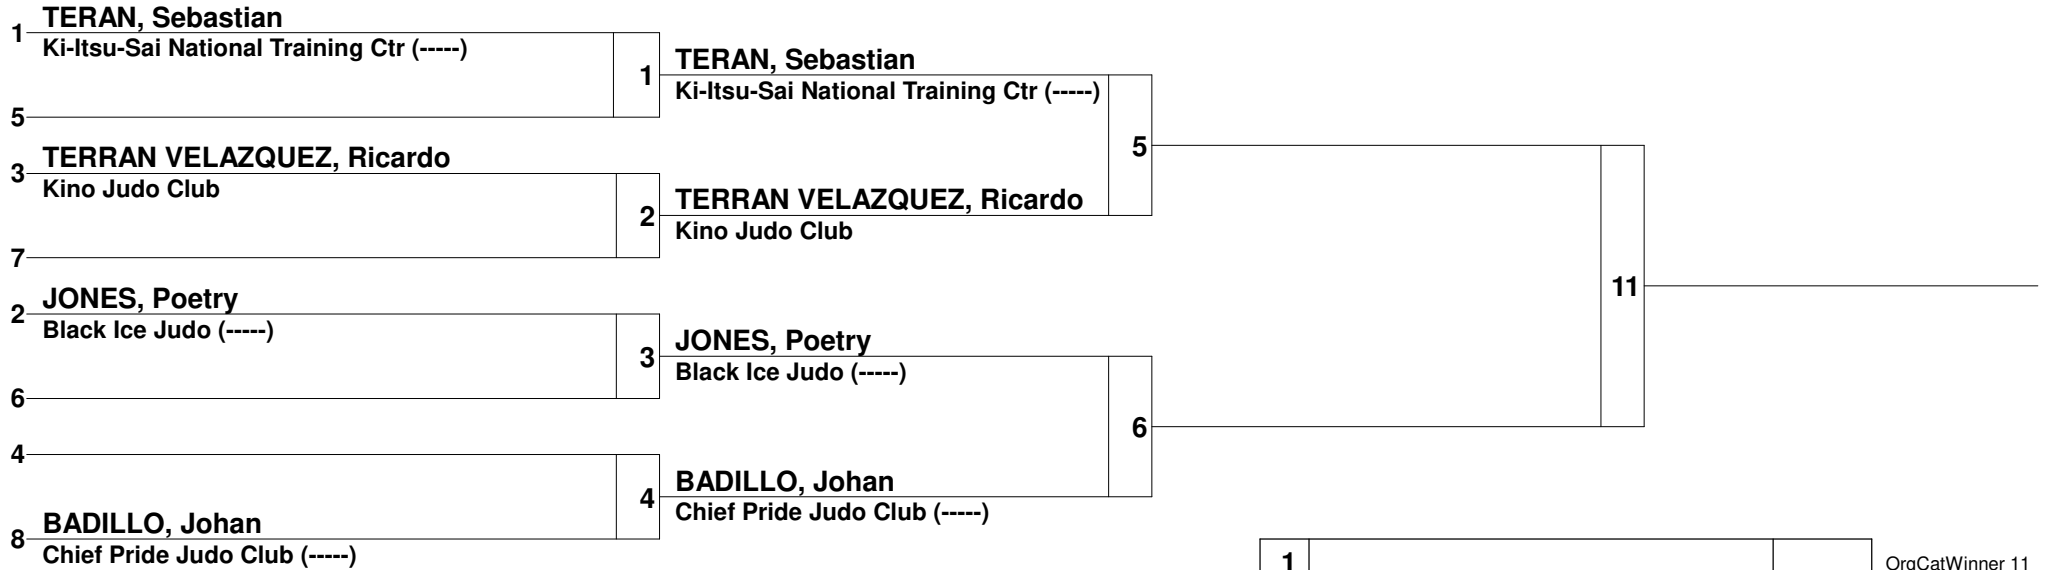 TERAN, Sebastian
1
Ki-Itsu-Sai National Training Ctr (-----)
1
TERAN, Sebastian
Ki-Itsu-Sai National Training Ctr (-----)
5
TERRAN VELAZQUEZ, Ricardo
3
Kino Judo Club
5
2
TERRAN VELAZQUEZ, Ricardo
Kino Judo Club
7
JONES, Poetry
2
Black Ice Judo (-----)
11
3
JONES, Poetry
Black Ice Judo (-----)
6
6
4
4
BADILLO, Johan
Chief Pride Judo Club (-----)
BADILLO, Johan
8
Chief Pride Judo Club (-----)
1
OrgCatWinner 11